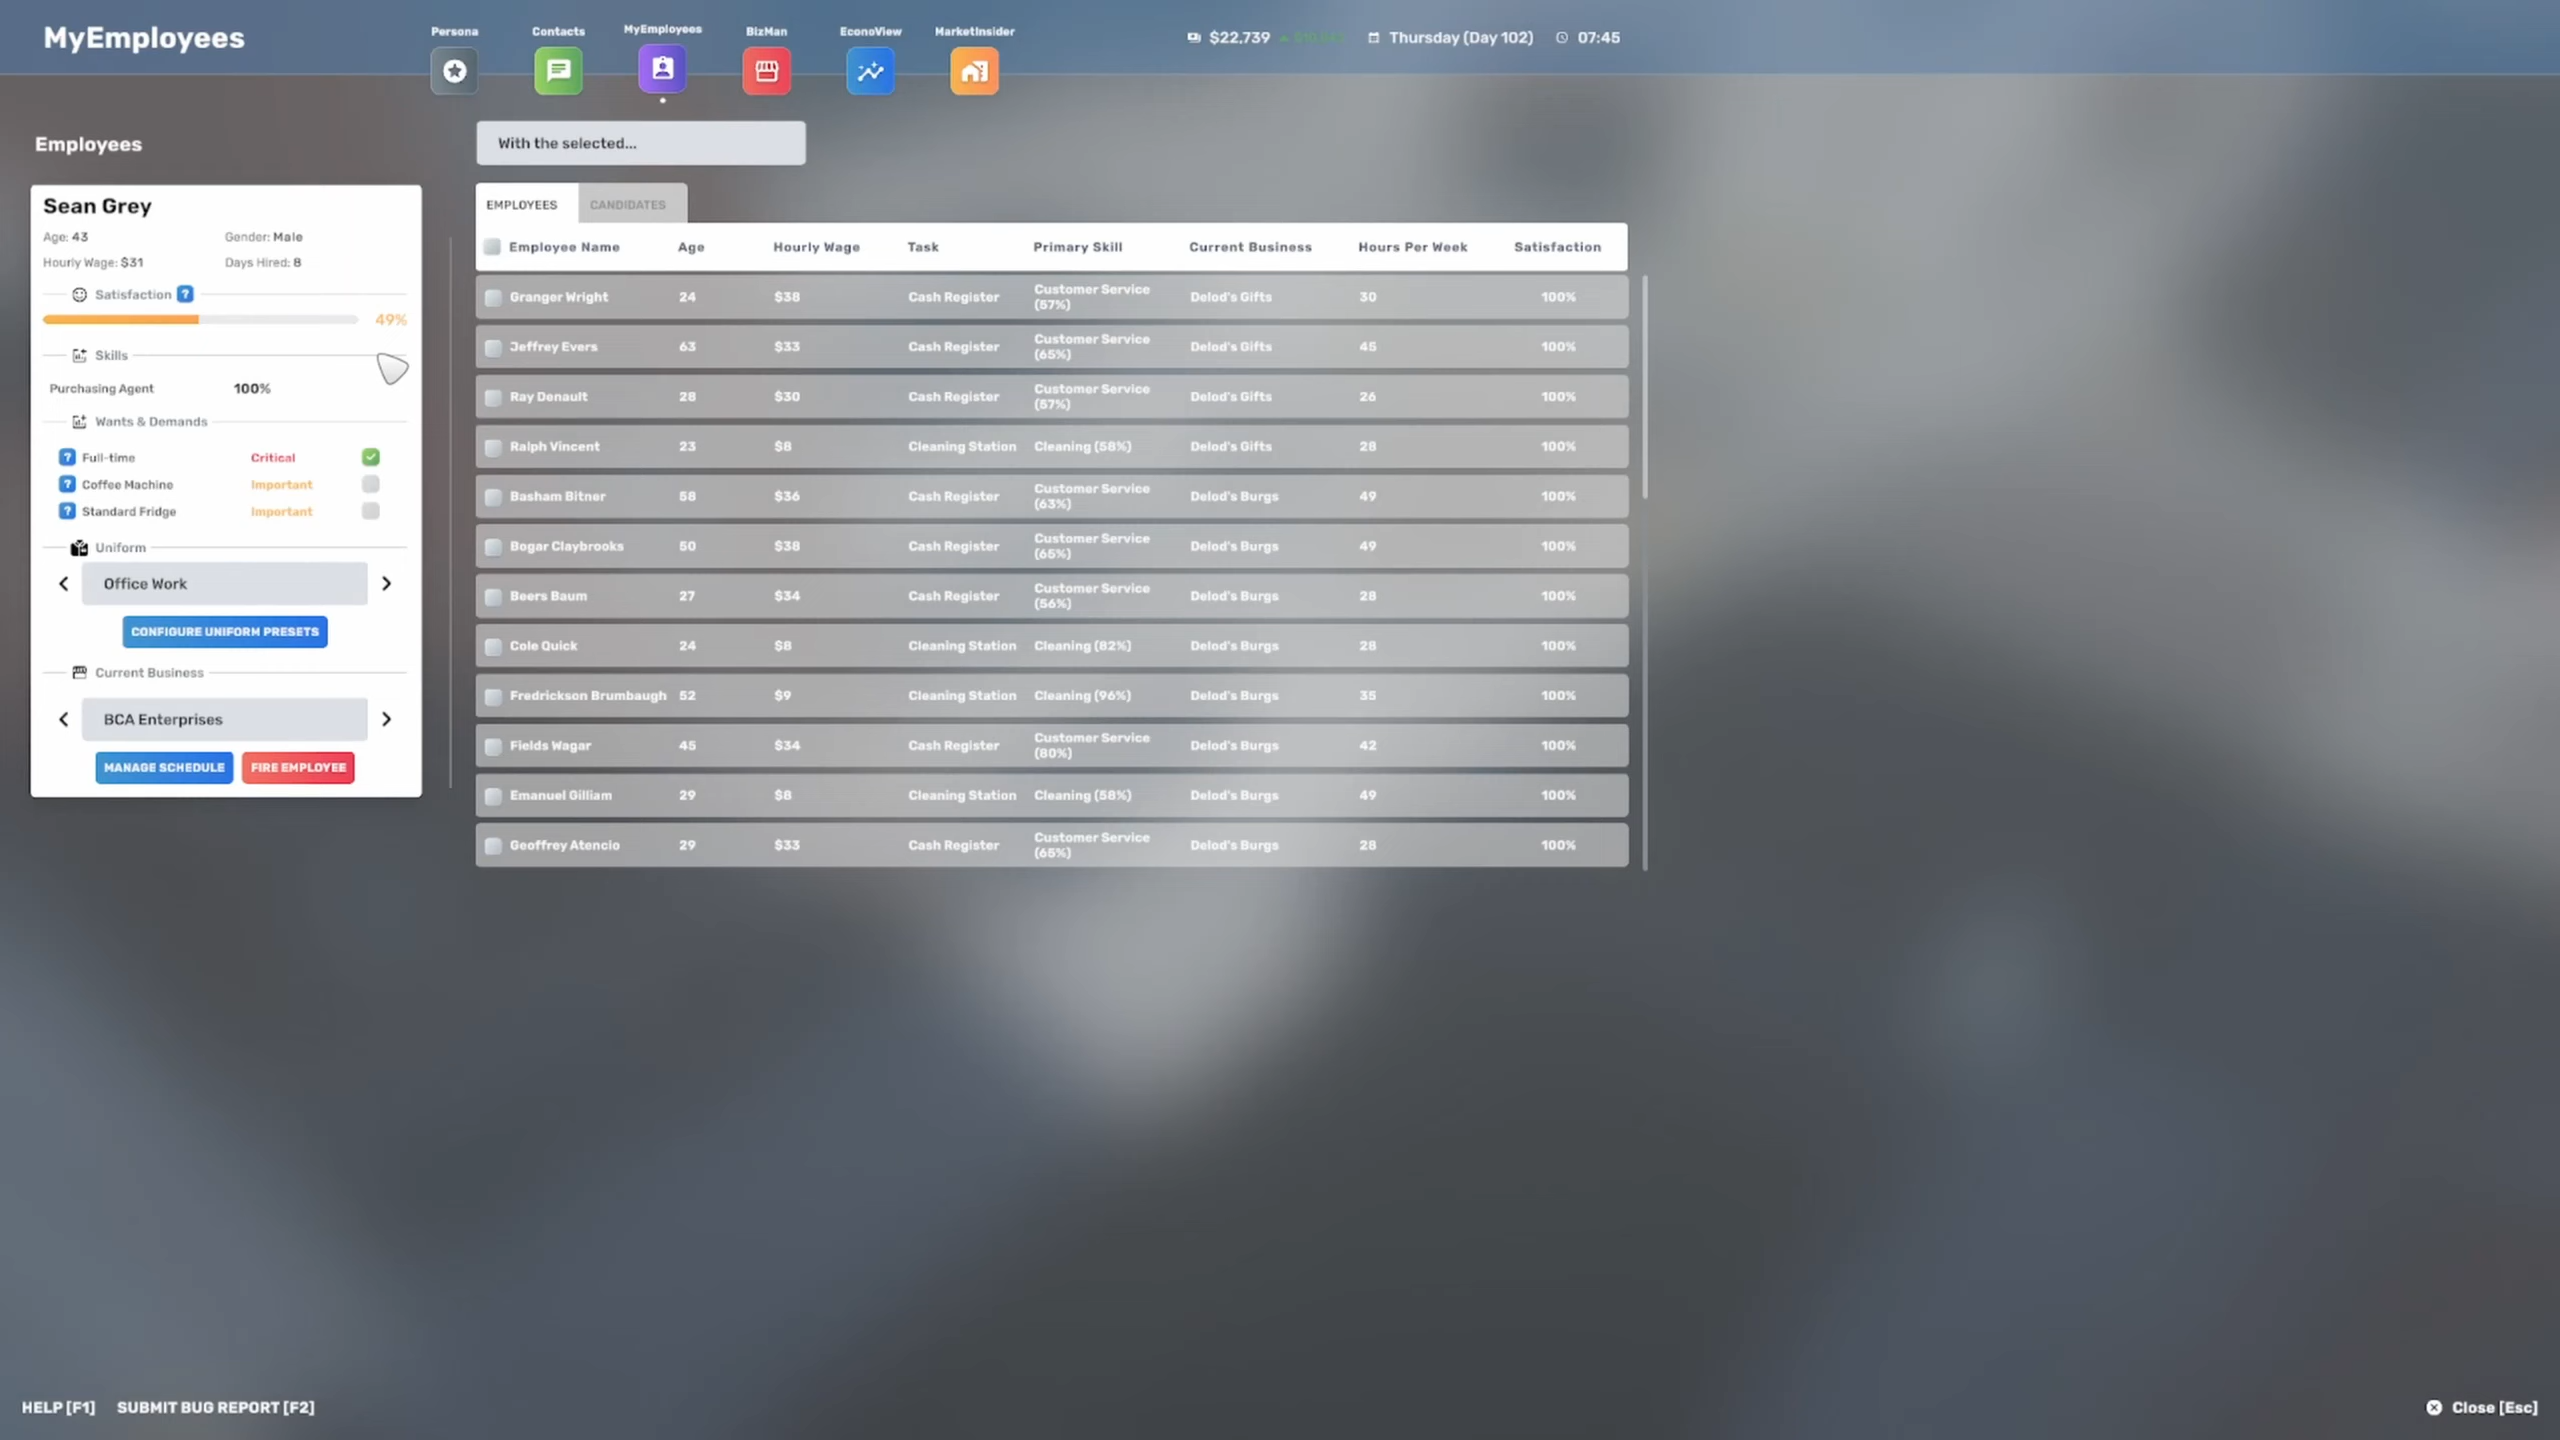 MyEmployees
Persona
Contacts
MyEmployees
BizMan
EconoView
MarketInsider
$22,739
Thursday (Day 102)
07:45
Employees
Sean Grey
Age: 43
Gender: Male
Hourly Wage: $31
Days Hired: 8
Satisfaction ?
49%
Skills
Purchasing Agent 100%
Wants & Demands
? Full-time Critical
? Coffee Machine Important
? Standard Fridge Important
Uniform
Office Work
CONFIGURE UNIFORM PRESETS
Current Business
BCA Enterprises
MANAGE SCHEDULE
FIRE EMPLOYEE
With the selected...
EMPLOYEES
CANDIDATES
Employee Name Age Hourly Wage Task Primary Skill Current Business Hours Per Week Satisfaction
Granger Wright 24 $38 Cash Register Customer Service (57%) Delod's Gifts 30 100%
Jeffrey Evers 63 $33 Cash Register Customer Service (65%) Delod's Gifts 45 100%
Ray Denault 28 $30 Cash Register Customer Service (57%) Delod's Gifts 26 100%
Ralph Vincent 23 $8 Cleaning Station Cleaning (58%) Delod's Gifts 28 100%
Basham Bitner 58 $36 Cash Register Customer Service (63%) Delod's Burgs 49 100%
Bogar Claybrooks 50 $38 Cash Register Customer Service (65%) Delod's Burgs 49 100%
Beers Baum 27 $34 Cash Register Customer Service (56%) Delod's Burgs 28 100%
Cole Quick 24 $8 Cleaning Station Cleaning (82%) Delod's Burgs 28 100%
Fredrickson Brumbaugh 52 $9 Cleaning Station Cleaning (96%) Delod's Burgs 35 100%
Fields Wagar 45 $34 Cash Register Customer Service (80%) Delod's Burgs 42 100%
Emanuel Gilliam 29 $8 Cleaning Station Cleaning (58%) Delod's Burgs 49 100%
Geoffrey Atencio 29 $33 Cash Register Customer Service (65%) Delod's Burgs 28 100%
HELP [F1]
SUBMIT BUG REPORT [F2]
Close [Esc]